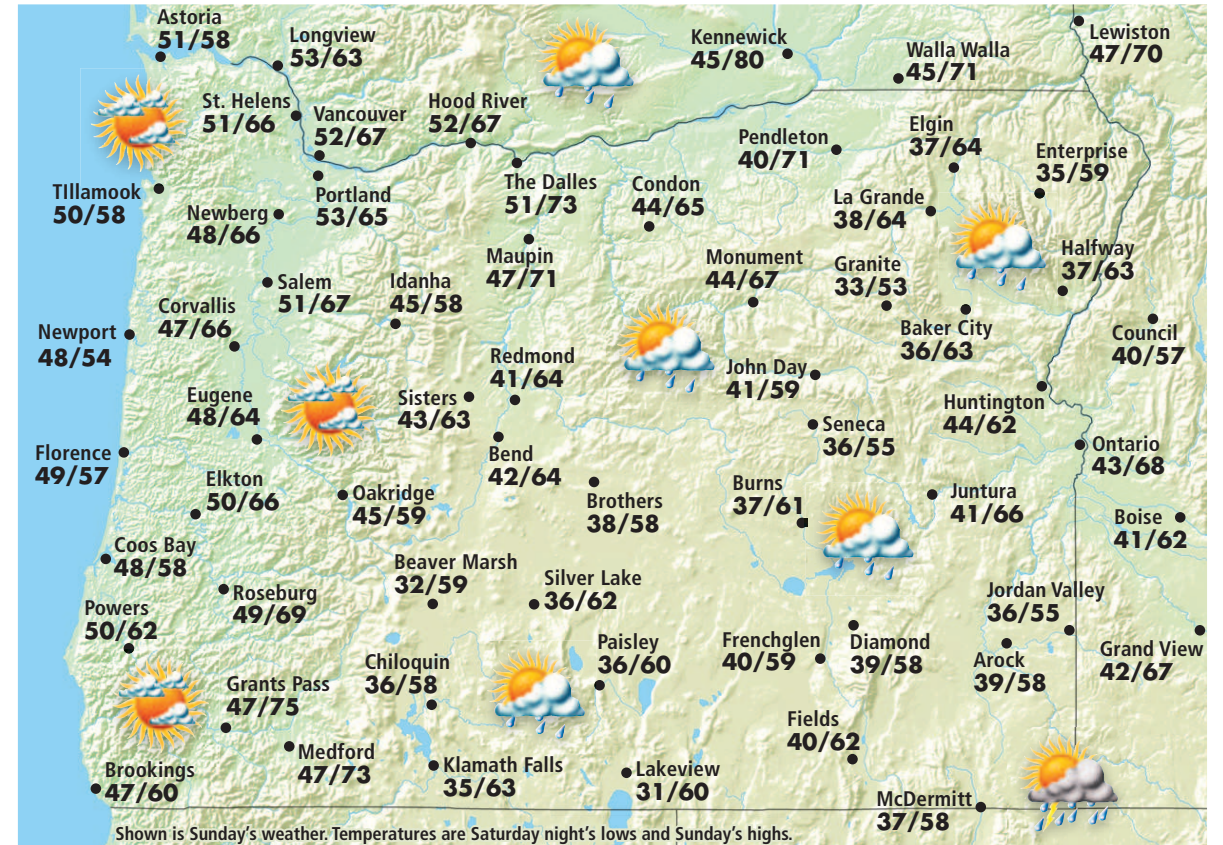 Astoria
51/58
Longview
53/63
Kennewick
45/80
Walla Walla
45/71
Lewiston
47/70
St. Helens
51/66
Vancouver
52/67
Hood River
52/67
Pendleton
40/71
Elgin
37/64
Enterprise
35/59
TIllamook
50/58
Newberg
48/66
Portland
53/65
The Dalles
51/73
Condon
44/65
La Grande
38/64
Salem
51/67
Idanha
45/58
Maupin
47/71
Monument
44/67
Granite
33/53
Halfway
37/63
Corvallis
47/66
Newport
48/54
Baker City
36/63
Council
40/57
Redmond
41/64
John Day
41/59
Eugene
48/64
Sisters
43/63
Huntington
44/62
Seneca
36/55
Florence
49/57
Bend
42/64
Ontario
43/68
Elkton
50/66
Oakridge
45/59
Brothers
38/58
Burns
37/61
Juntura
41/66
Boise
41/62
Coos Bay
48/58
Beaver Marsh
32/59
Silver Lake
36/62
Roseburg
49/69
Jordan Valley
36/55
Powers
50/62
Paisley
36/60
Frenchglen
40/59
Diamond
39/58
Arock
39/58
Grand View
42/67
Chiloquin
36/58
Grants Pass
47/75
Fields
40/62
Medford
47/73
Klamath Falls
35/63
Lakeview
31/60
Brookings
47/60
McDermitt
37/58
Shown is Sunday's weather. Temperatures are Saturday night's lows and Sunday's highs.